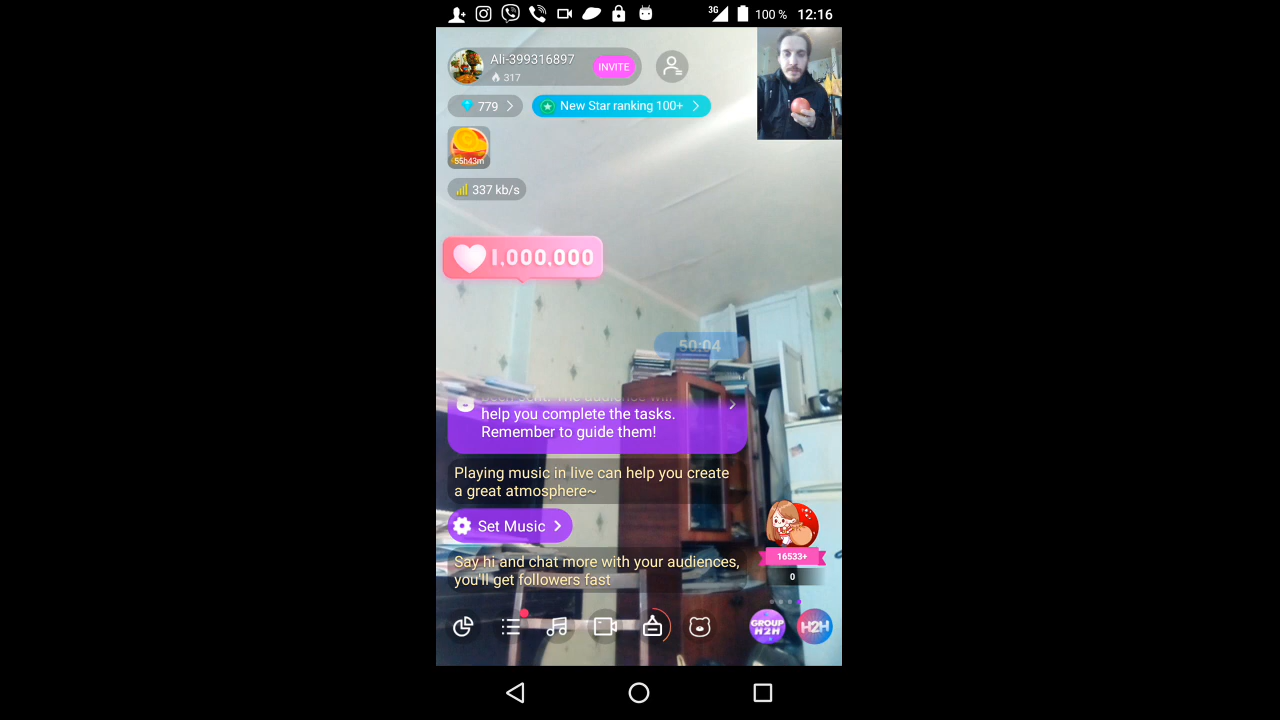 3G 100 % 12:16
Ali-399316897
317
INVITE
779
New Star ranking 100+
55h43m
337 kb/s
1,000,000
50:04
The audience will
help you complete the tasks.
Remember to guide them!
Playing music in live can help you create
a great atmosphere~
Set Music
Say hi and chat more with your audiences,
you'll get followers fast
16533+
0
GROUP
H2H
H2H